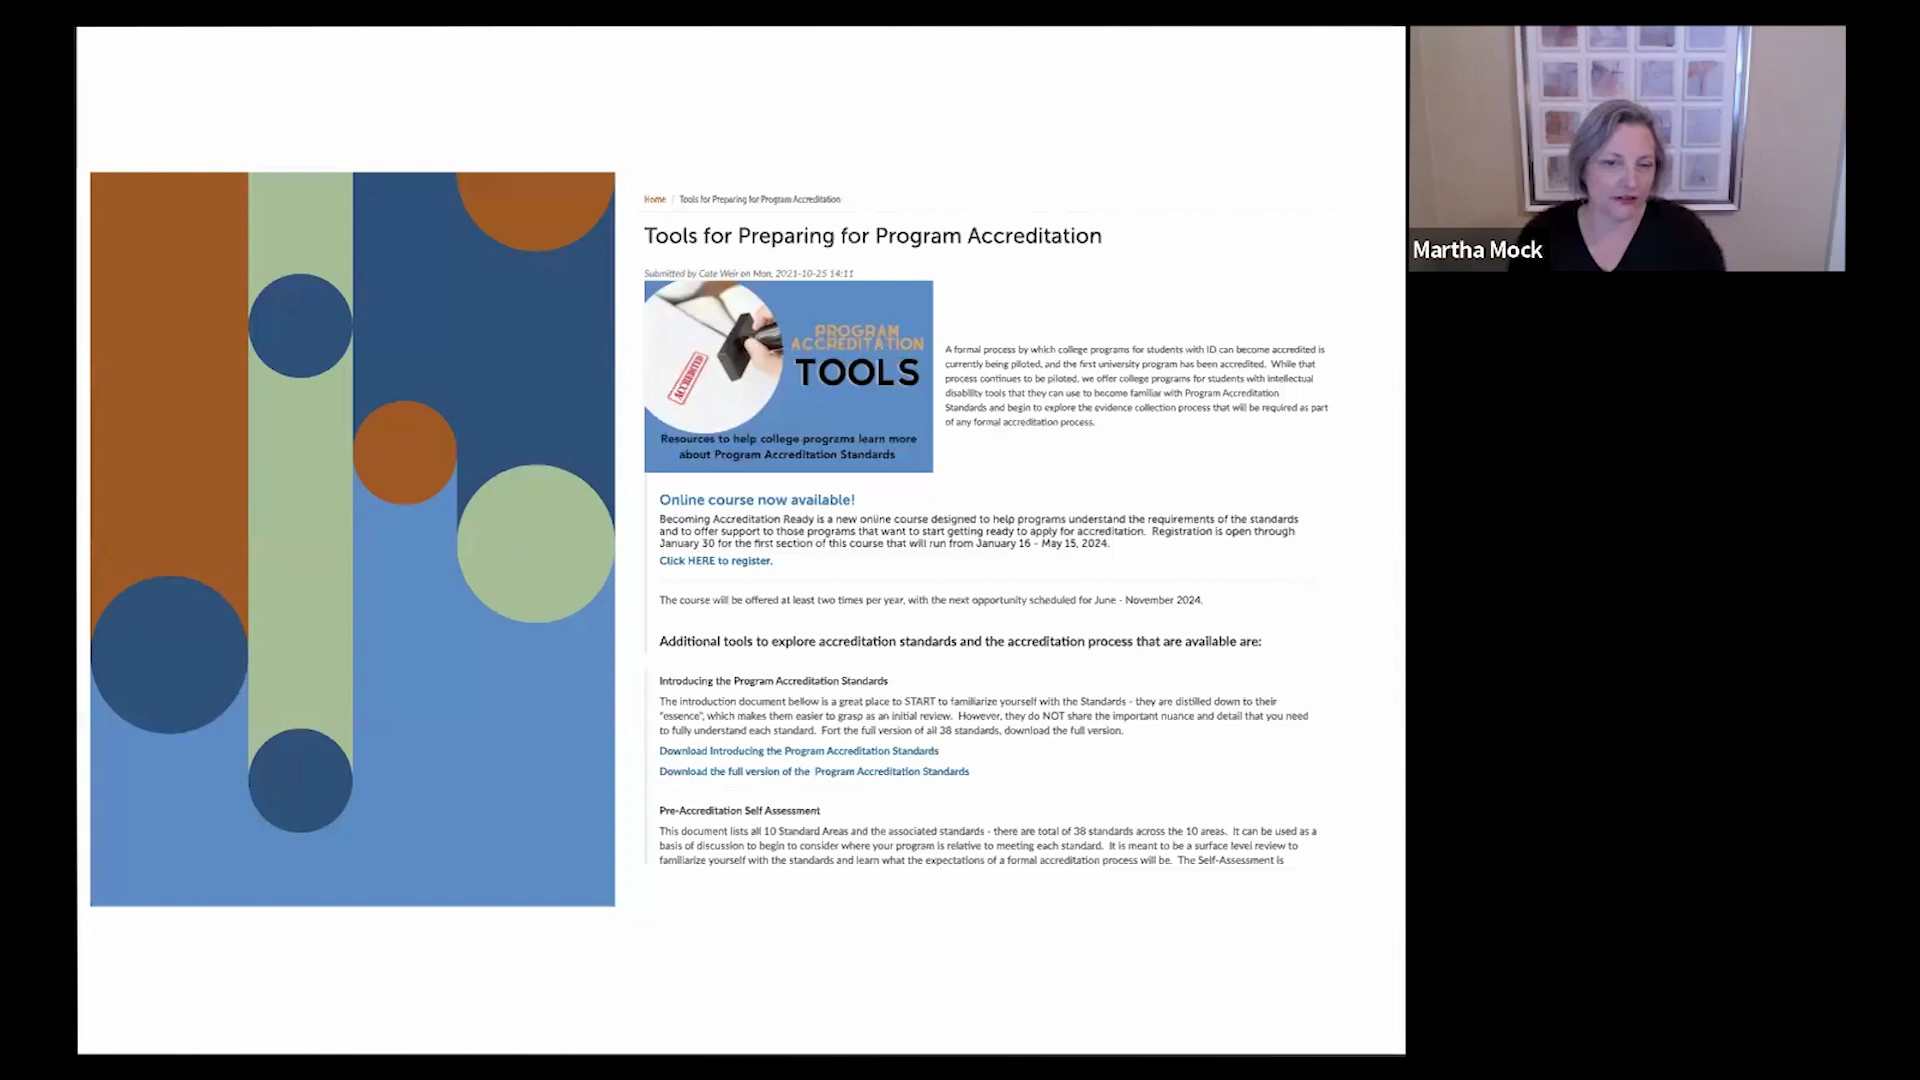 Home / Tools for Preparing for Program Accreditation
Tools for Preparing for Program Accreditation
Submitted by Cate Weir on Mon, 2021-10-25 14:11
ACCREDITED
PROGRAM
ACCREDITATION
TOOLS
Resources to help college programs learn more
about Program Accreditation Standards
A formal process by which college programs for students with ID can become accredited is
currently being piloted, and the first university program has been accredited. While that
process continues to be piloted, we offer college programs for students with intellectual
disability tools that they can use to become familiar with Program Accreditation
Standards and begin to explore the evidence collection process that will be required as part
of any formal accreditation process.
Online course now available!
Becoming Accreditation Ready is a new online course designed to help programs understand the requirements of the standards
and to offer support to those programs that want to start getting ready to apply for accreditation. Registration is open through
January 30 for the first section of this course that will run from January 16 - May 15, 2024.
Click HERE to register.
The course will be offered at least two times per year, with the next opportunity scheduled for June - November 2024.
Additional tools to explore accreditation standards and the accreditation process that are available are:
Introducing the Program Accreditation Standards
The introduction document bellow is a great place to START to familiarize yourself with the Standards - they are distilled down to their
"essence", which makes them easier to grasp as an initial review. However, they do NOT share the important nuance and detail that you need
to fully understand each standard. Fort the full version of all 38 standards, download the full version.
Download Introducing the Program Accreditation Standards
Download the full version of the Program Accreditation Standards
Pre-Accreditation Self Assessment
This document lists all 10 Standard Areas and the associated standards - there are total of 38 standards across the 10 areas. It can be used as a
basis of discussion to begin to consider where your program is relative to meeting each standard. It is meant to be a surface level review to
familiarize yourself with the standards and learn what the expectations of a formal accreditation process will be. The Self-Assessment is
Martha Mock